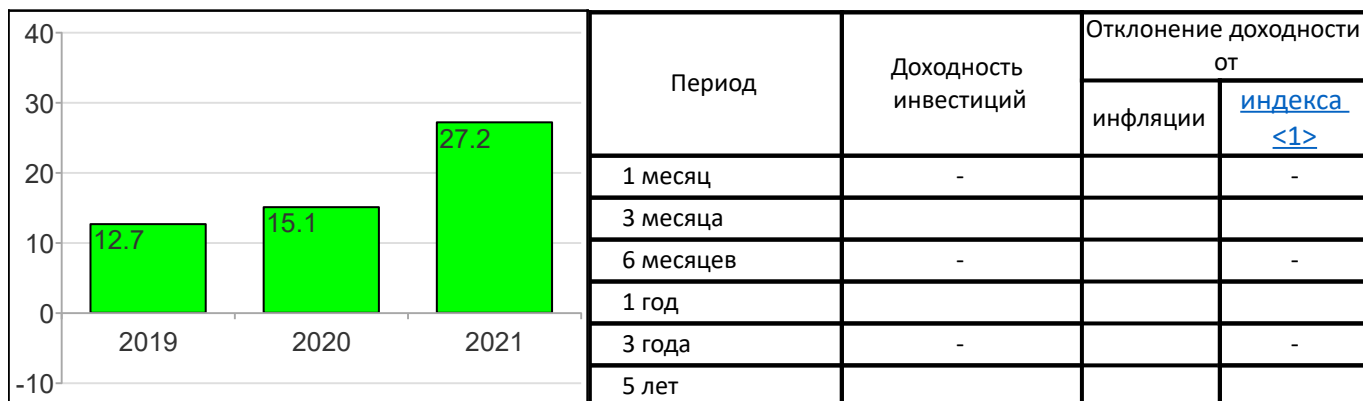 40
30
20
10
0
-10
12.7
15.1
27.2
2019 2020 2021
Период
Доходность
инвестиций
Отклонение доходности
от
инфляции
индекса
<1>
1 месяц - -
3 месяца
6 месяцев - -
1 год
3 года - -
5 лет